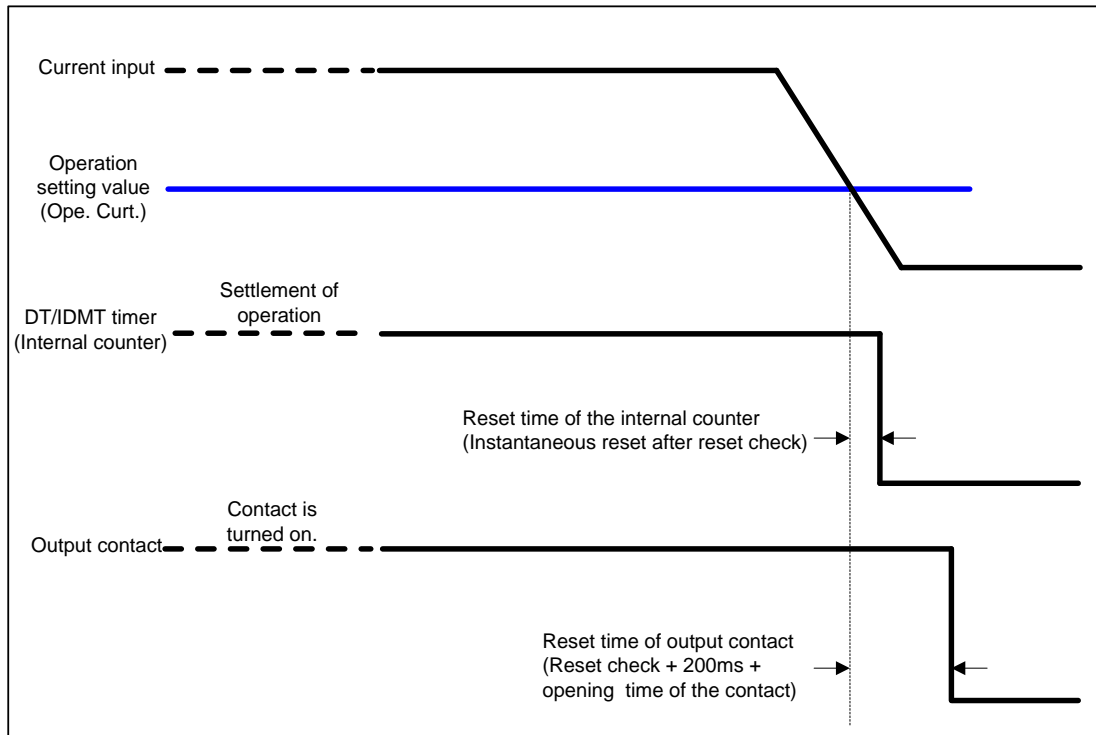 Current input
Operation
setting value
(Ope. Curt.)
Settlement of
operation
DT/IDMT timer
(Internal counter)
Reset time of the internal counter
(Instantaneous reset after reset check)
Contact is
turned on.
Output contact
Reset time of output contact
(Reset check + 200ms +
opening time of the contact)